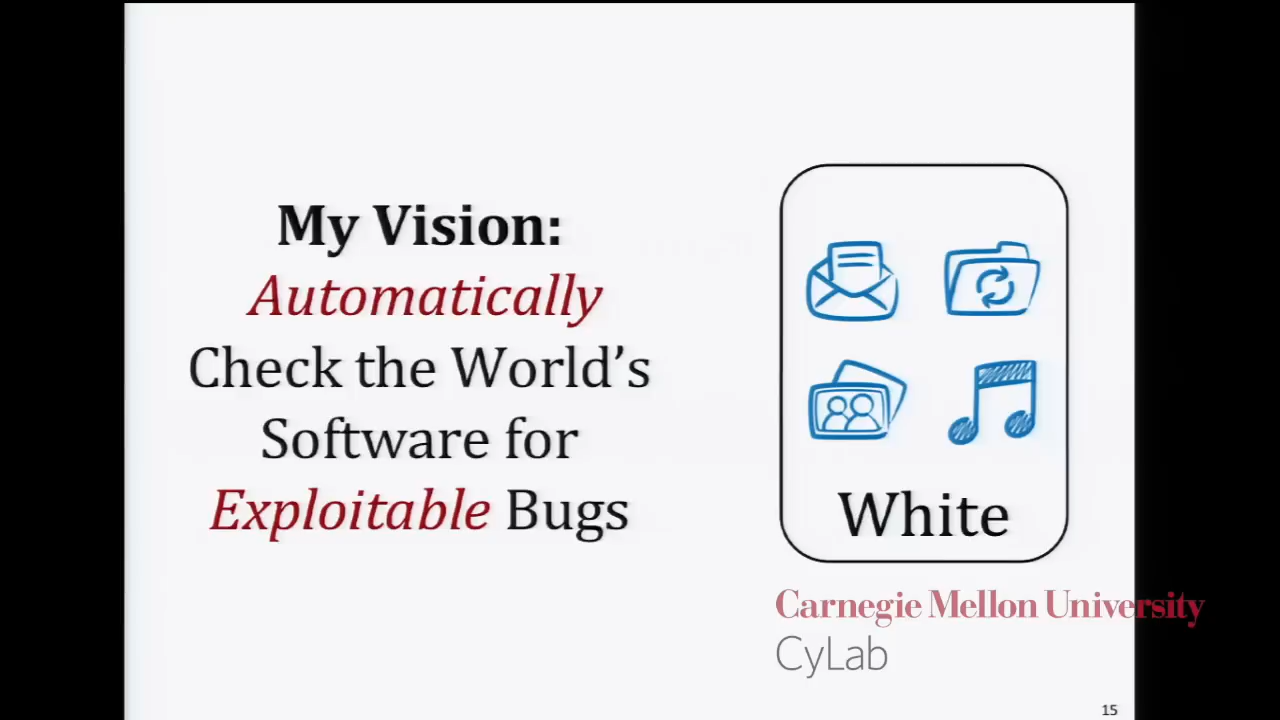 My Vision:
Automatically
Check the World's
Software for
Exploitable Bugs
White
Carnegie Mellon University
CyLab
15